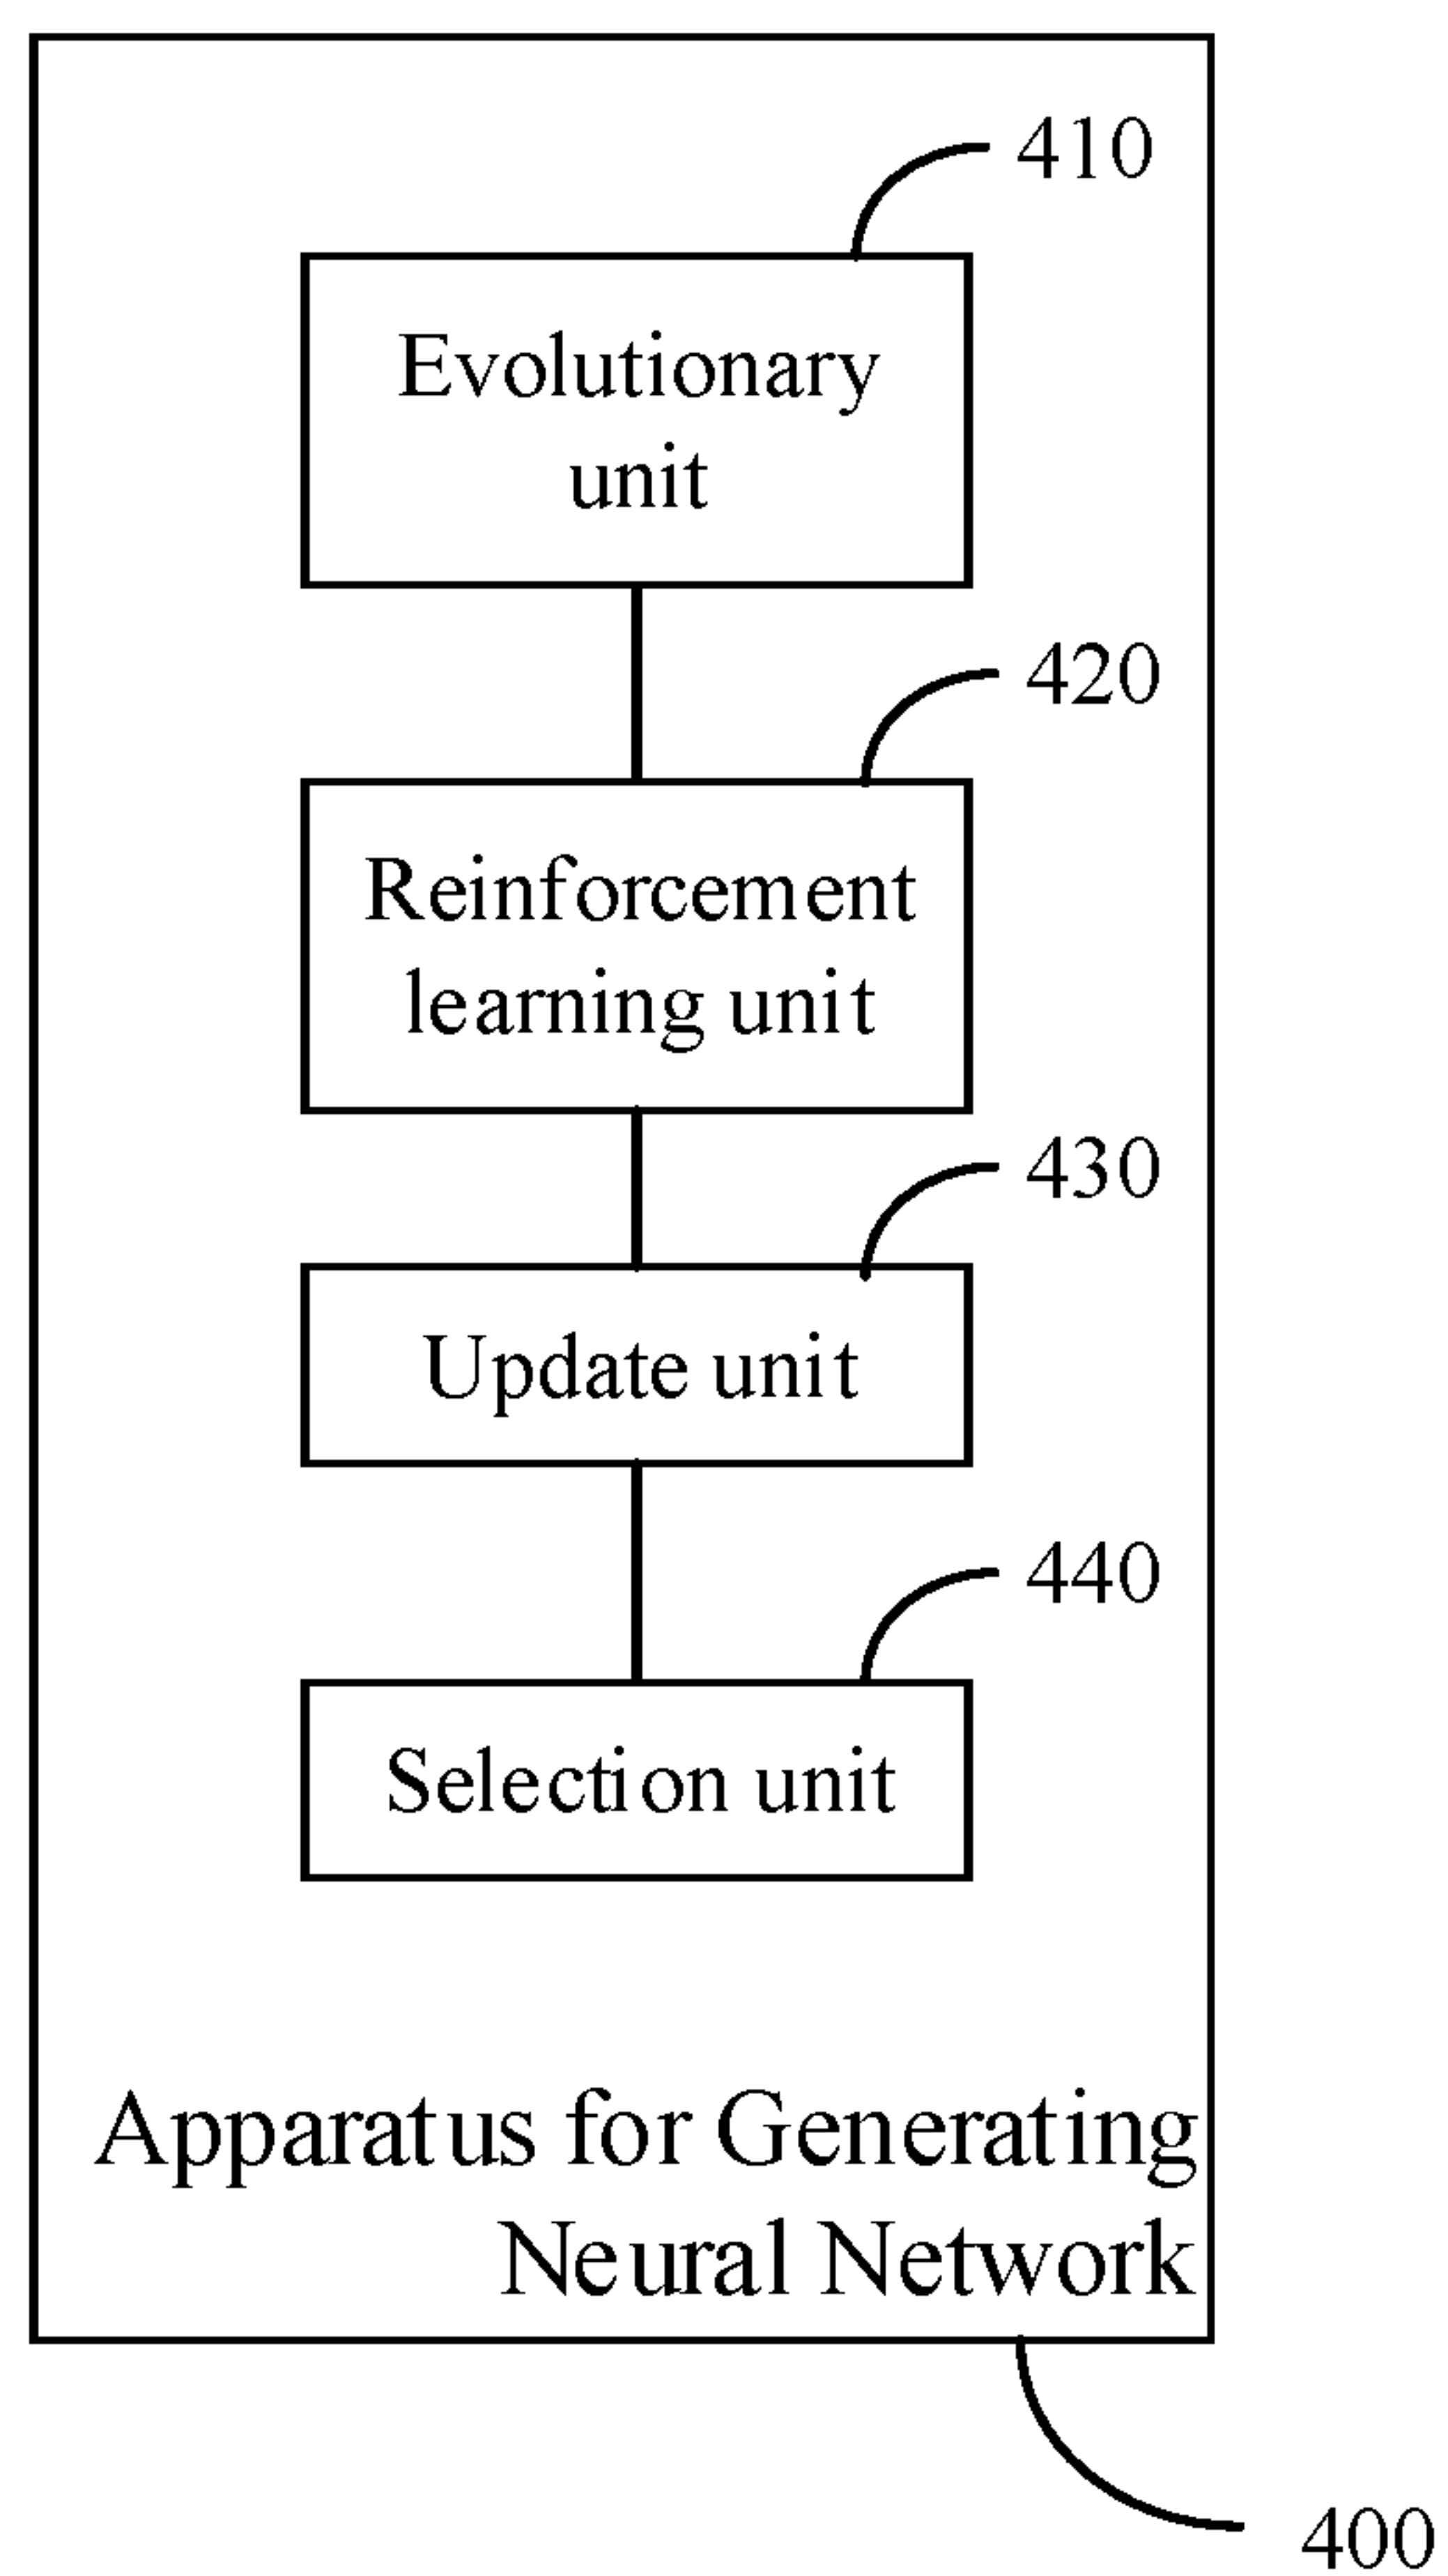 410
Evolutionary
unit
420
Reinforcement
learning unit
430
Update unit
440
Selection unit
Apparatus for Generating
Neural Network
400